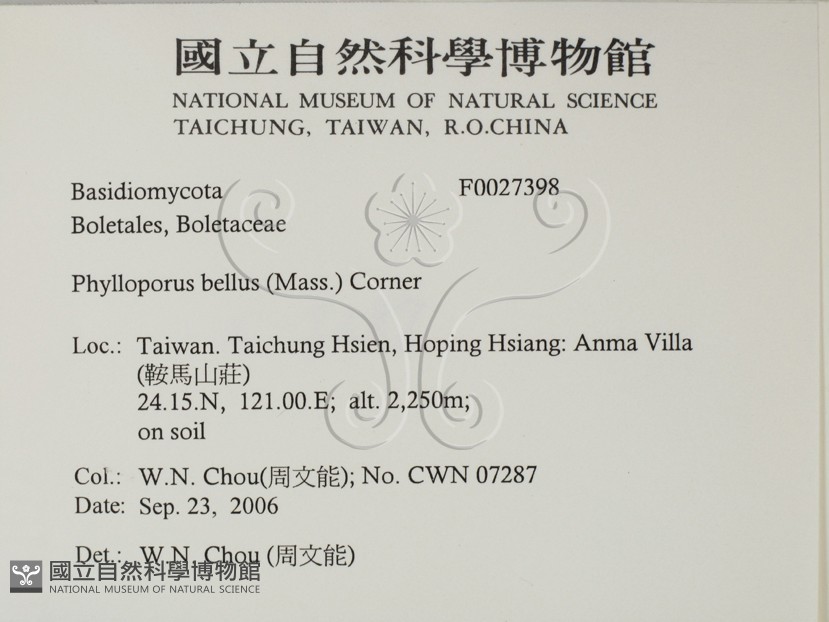 國立自然科學博物館
NATIONAL MUSEUM OF NATURAL SCIENCE
TAICHUNG, TAIWAN, R.O.CHINA
Basidiomycota F0027398
Boletales, Boletaceae
Phylloporus bellus (Mass.) Corner
Loc.: Taiwan. Taichung Hsien, Hoping Hsiang: Anma Villa
(鞍馬山莊)
24.15.N, 121.00.E; alt. 2,250m;
on soil
Col.: W.N. Chou(周文能); No. CWN 07287
Date: Sep. 23, 2006
Det.: W.N. Chou (周文能)
國立自然科學博物館
NATIONAL MUSEUM OF NATURAL SCIENCE